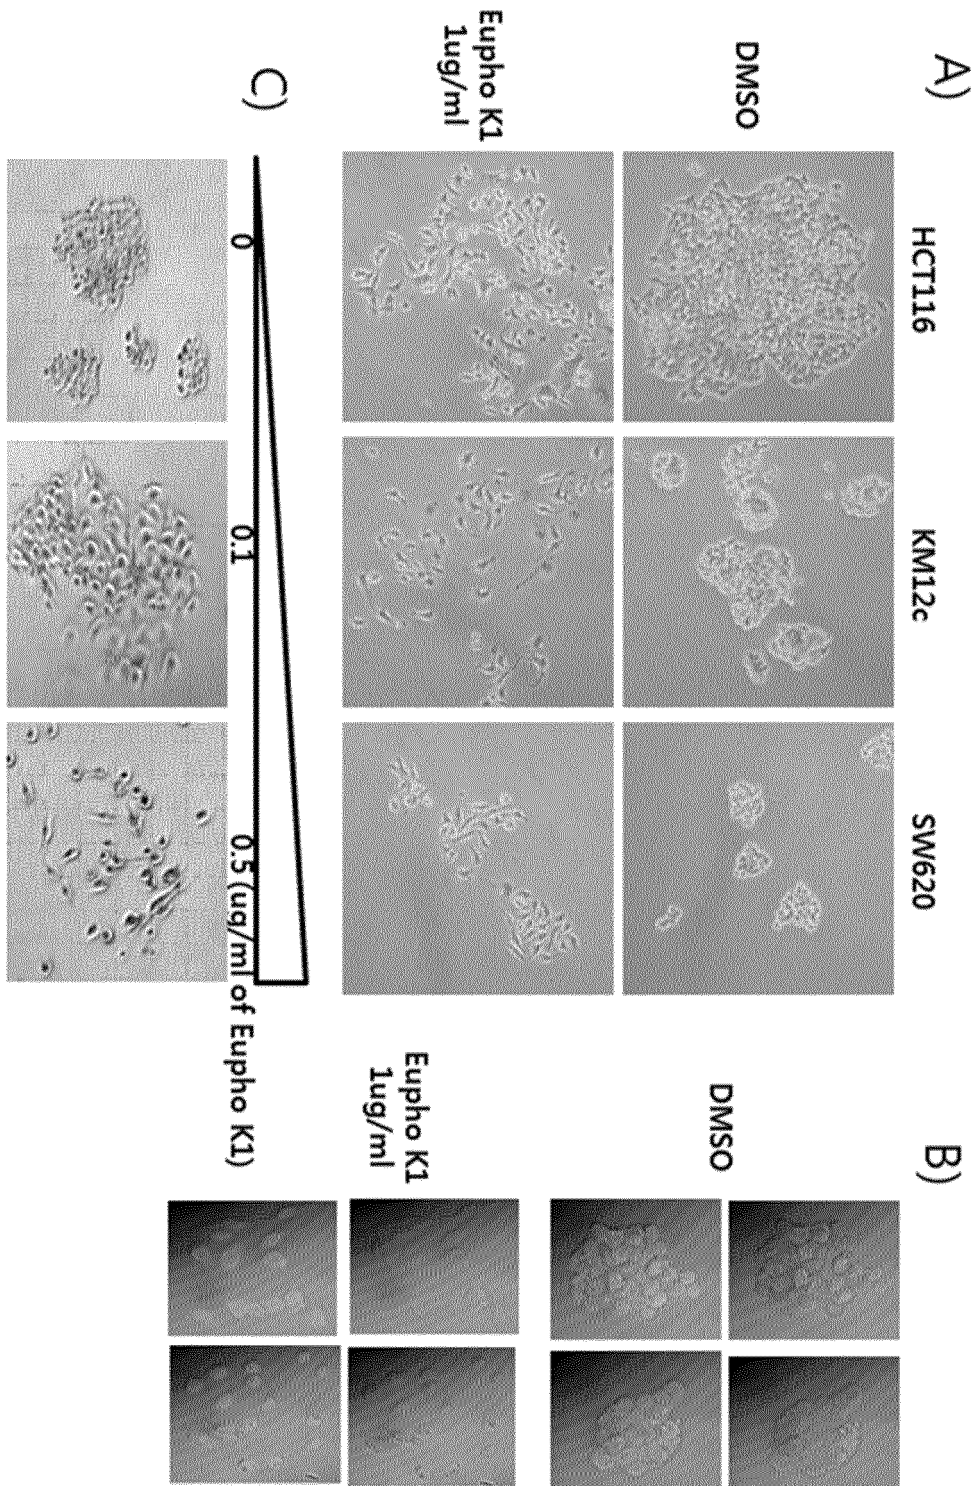 A)
HCT116
KM12c
SW620
DMSO
Eupho K1
1ug/ml
B)
DMSO
Eupho K1
1ug/ml
C)
0
0.1
0.5 (ug/ml of Eupho K1)